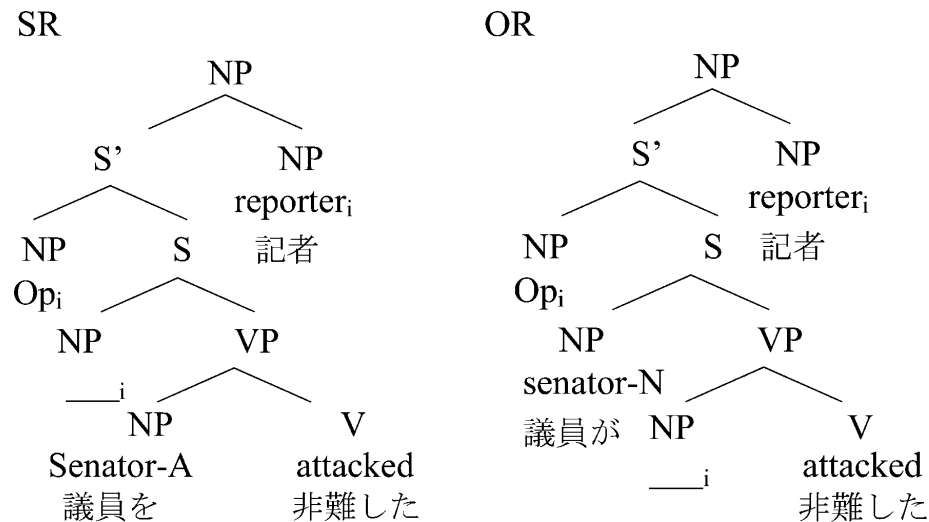 SR
NP
S’ NP
reporterᵢ
NP S 記者
Opᵢ
NP VP
____ᵢ
NP V
Senator-A attacked
議員を 非難した
OR
NP
S’ NP
reporterᵢ
NP S 記者
Opᵢ
NP VP
senator-N
議員が NP V
____ᵢ attacked
非難した